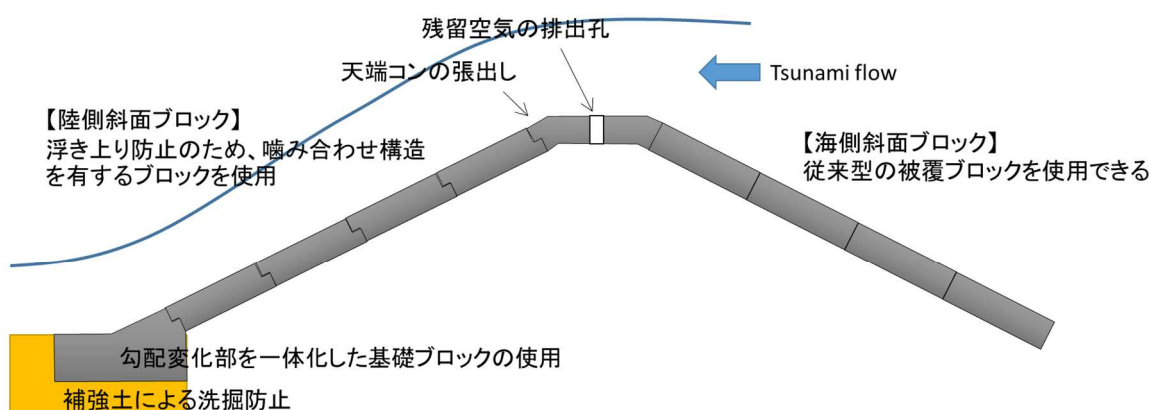 残留空気の排出孔
天端コンの張出し
Tsunami flow
【陸側斜面ブロック】
浮き上り防止のため、噛み合わせ構造
を有するブロックを使用
【海側斜面ブロック】
従来型の被覆ブロックを使用できる
勾配変化部を一体化した基礎ブロックの使用
補強土による洗掘防止